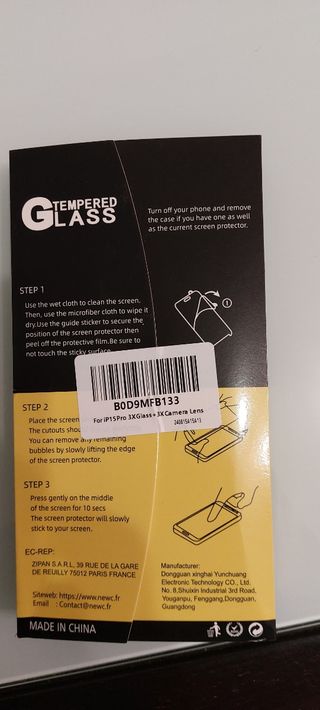 TEMPERED
GLASS
Turn off your phone and remove
the case if you have one as well
as the current screen protector.
STEP 1
Use the wet cloth to clean the screen.
Then, use the microfiber cloth to wipe it
dry.Use the guide sticker to secure the
position of the screen protector then
peel off the protective film.Be sure to
not touch the sticky surface
①
B0D9MFB133
For iP15Pro 3XGlass+3XCamera Lens
STEP 2
Place the screen
The cutouts shou
You can remove any remaining
bubbles by slowly lifting the edge
of the screen protector.
STEP 3
Press gently on the middle
of the screen for 10 secs
The screen protector will slowly
stick to your screen.
EC-REP:
ZIPAN S.A.R.L, 39 RUE DE LA GARE
DE REUILLY 75012 PARIS FRANCE
Siteweb: https://www.newc.fr
Email : Contact@newc.fr
Manufacturer:
Dongguan xinghai Yunchuang
Electronic Technology CO., Ltd.
No. 8,Shuixin Industrial 3rd Road,
Youganpu, Fenggang,Dongguan,
Guangdong
MADE IN CHINA